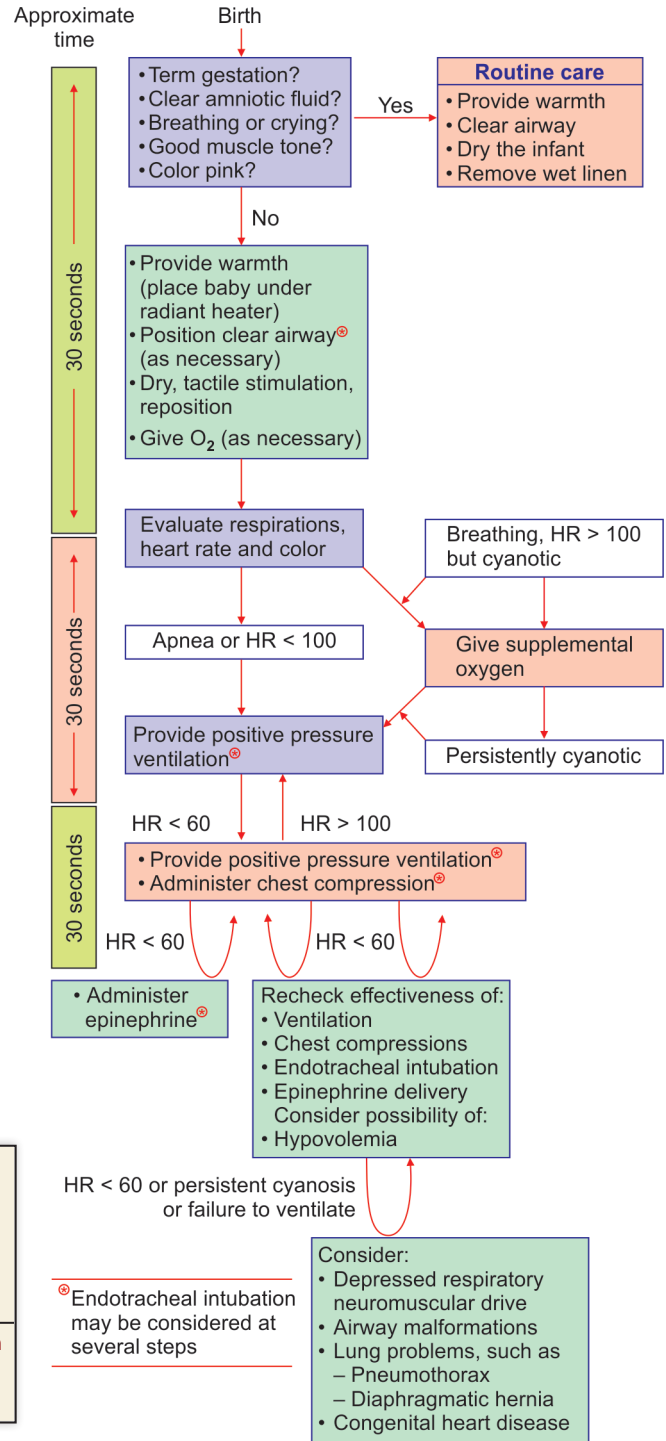 Approximate
time
Birth
• Term gestation?
• Clear amniotic fluid?
• Breathing or crying?
• Good muscle tone?
• Color pink?
Yes
Routine care
• Provide warmth
• Clear airway
• Dry the infant
• Remove wet linen
No
30 seconds
• Provide warmth
(place baby under
radiant heater)
• Position clear airway⊛
(as necessary)
• Dry, tactile stimulation,
reposition
• Give O₂ (as necessary)
Evaluate respirations,
heart rate and color
Breathing, HR > 100
but cyanotic
30 seconds
Apnea or HR < 100
Give supplemental
oxygen
Provide positive pressure
ventilation⊛
Persistently cyanotic
HR < 60
HR > 100
30 seconds
• Provide positive pressure ventilation⊛
• Administer chest compression⊛
HR < 60
HR < 60
• Administer
epinephrine⊛
Recheck effectiveness of:
• Ventilation
• Chest compressions
• Endotracheal intubation
• Epinephrine delivery
Consider possibility of:
• Hypovolemia
HR < 60 or persistent cyanosis
or failure to ventilate
Consider:
• Depressed respiratory
neuromuscular drive
• Airway malformations
• Lung problems, such as
– Pneumothorax
– Diaphragmatic hernia
• Congenital heart disease
⊛Endotracheal intubation
may be considered at
several steps